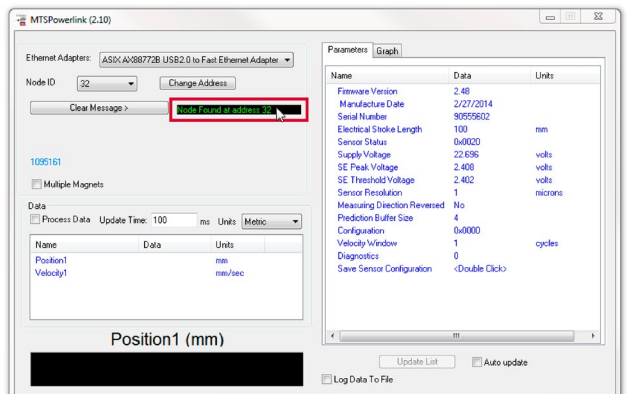 MTSPowerlink (2.10)
Ethernet Adapters: ASIX AX88772B USB2.0 to Fast Ethernet Adapter
Node ID 32 Change Address
Clear Message > Node Found at address 32
1095161
Multiple Magnets
Data
Process Data Update Time: 100 ms Units Metric
Name Data Units
Position1 mm
Velocity1 mm/sec
Position1 (mm)
Parameters Graph
Name Data Units
Firmware Version 2.48
Manufacture Date 2/27/2014
Serial Number 90555602
Electrical Stroke Length 100 mm
Sensor Status 0x0020
Supply Voltage 22.696 volts
SE Peak Voltage 2.408 volts
SE Threshold Voltage 2.402 volts
Sensor Resolution 1 microns
Measuring Direction Reversed No
Prediction Buffer Size 4
Configuration 0x0000
Velocity Window 1 cycles
Diagnostics 0
Save Sensor Configuration <Double Click>
Update List Auto update
Log Data To File